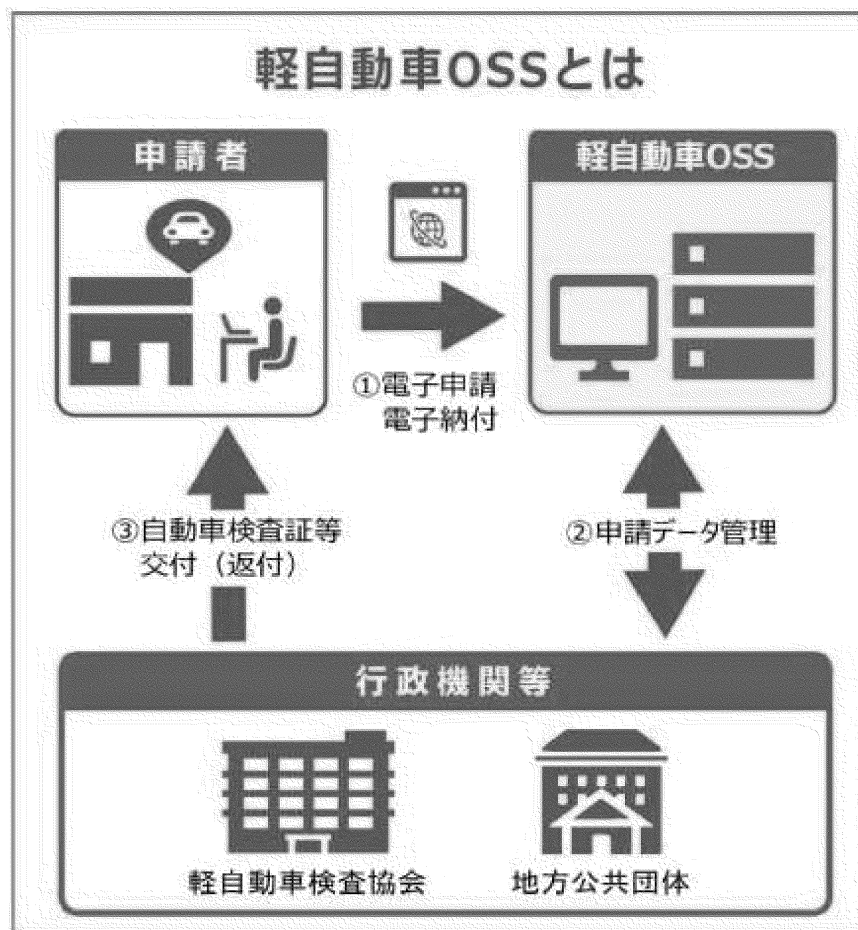 軽自動車OSSとは
申請者
軽自動車OSS
①電子申請
電子納付
③自動車検査証等
交付（返付）
②申請データ管理
行政機関等
軽自動車検査協会
地方公共団体